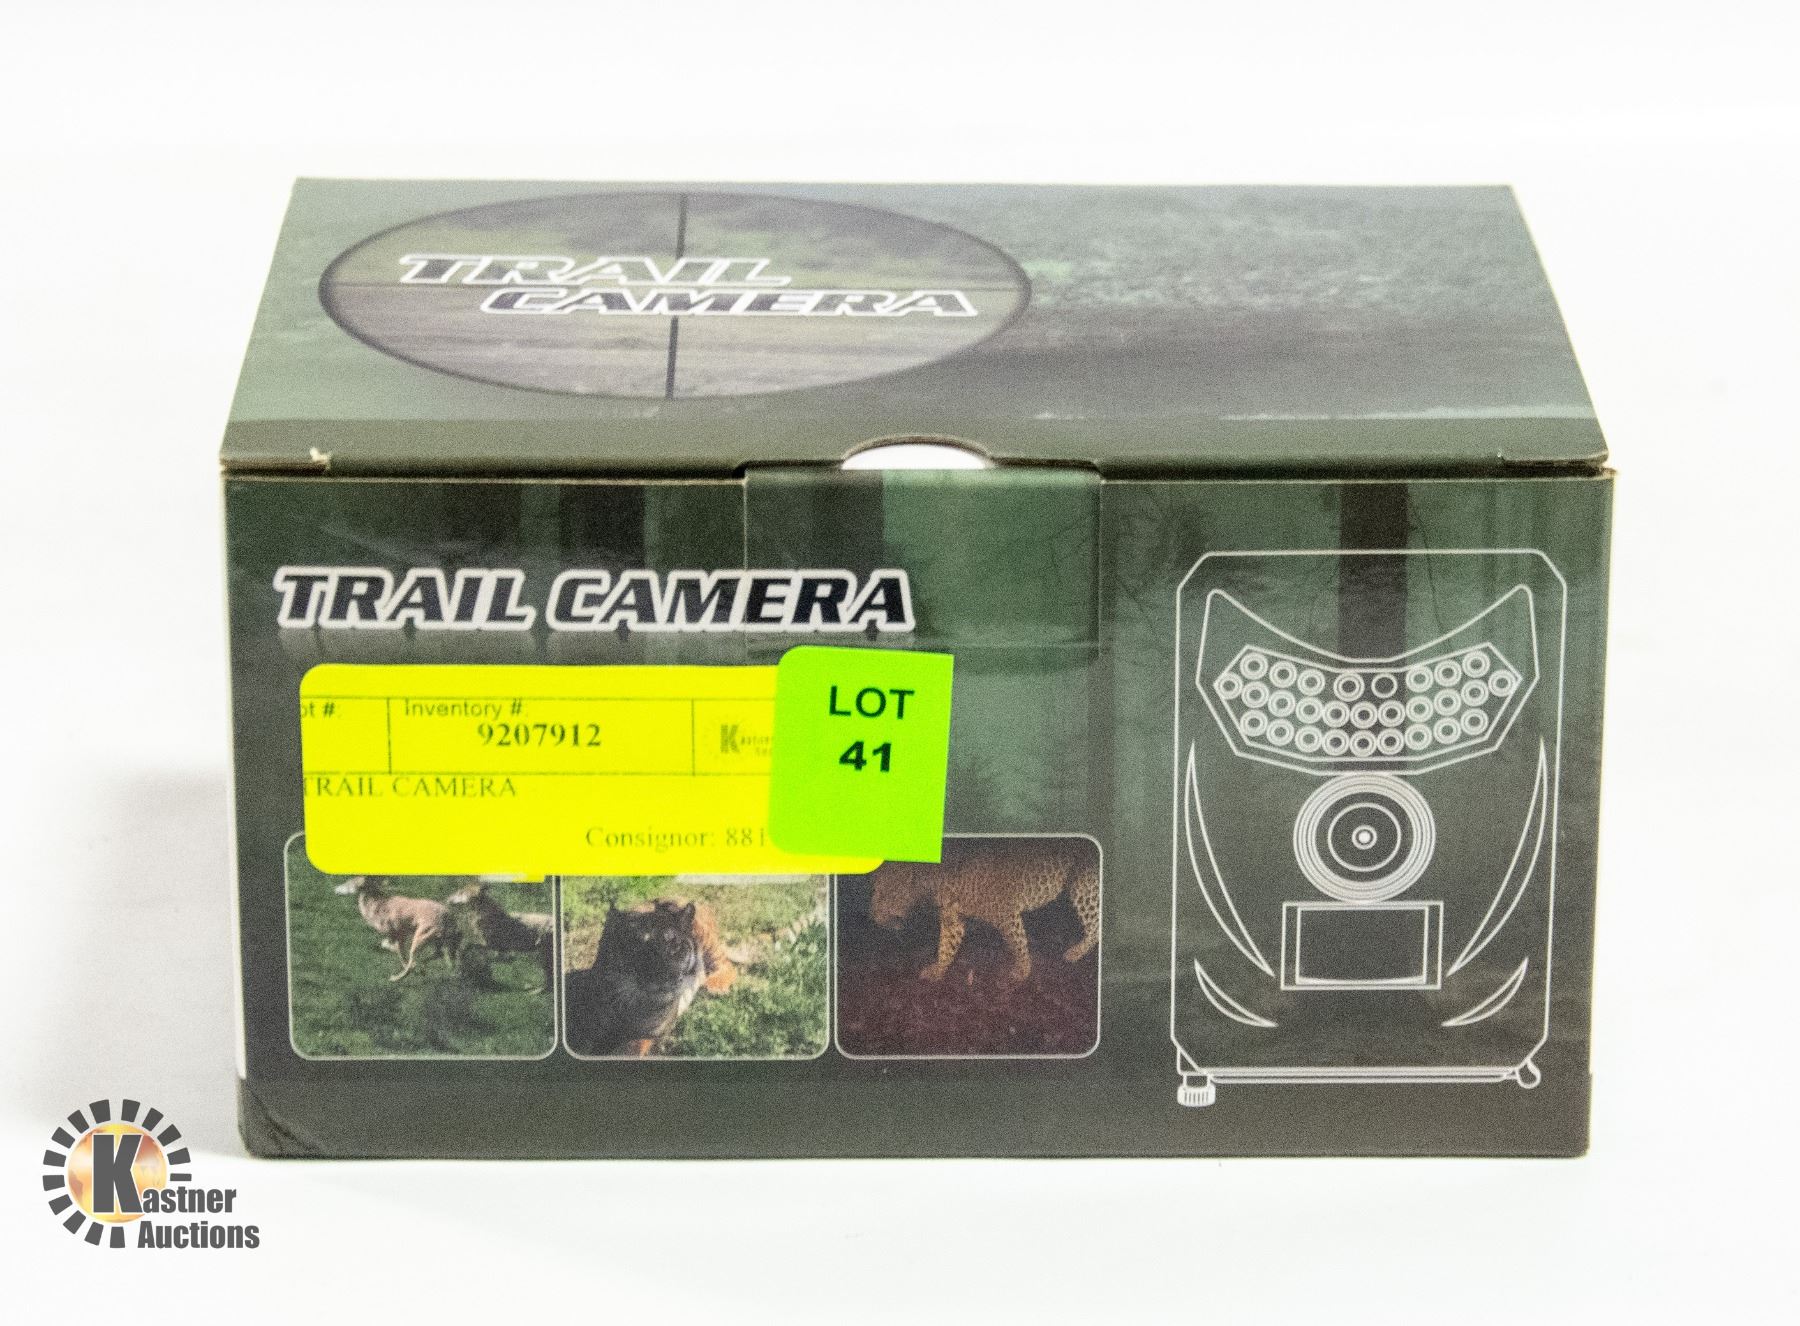 TRAIL
CAMERA
TRAIL CAMERA
ot #:
Inventory #:
9207912
LOT
41
TRAIL CAMERA
Consignor: 881
Kastner
Auctions